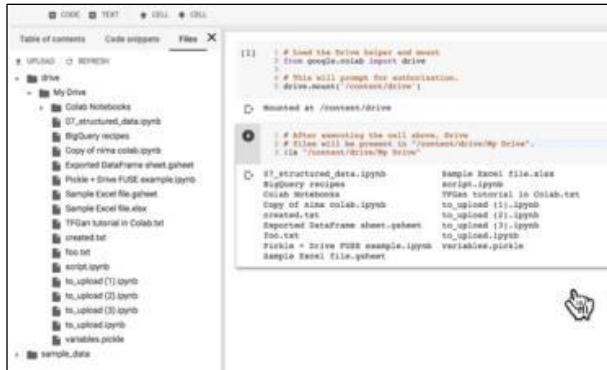 CODE TEXT CELL CELL
Table of contents Code snippets Files X
UPLOAD REFRESH
drive
My Drive
Colab Notebooks
07_structured_data.ipynb
BigQuery recipes
Copy of nima colab.ipynb
Exported DataFrame sheet.gsheet
Pickle + Drive FUSE example.ipynb
Sample Excel file.gsheet
Sample Excel file.xlsx
TFGan tutorial in Colab.txt
created.txt
foo.txt
script.ipynb
to_upload (1).ipynb
to_upload (2).ipynb
to_upload (3).ipynb
to_upload.ipynb
variables.pickle
sample_data
[1] 1 # Load the Drive helper and mount
2 from google.colab import drive
3
4 # This will prompt for authorization.
5 drive.mount('/content/drive')
Mounted at /content/drive
1 # After executing the cell above, Drive
2 # files will be present in "/content/drive/My Drive".
3 !ls "/content/drive/My Drive"
07_structured_data.ipynb Sample Excel file.xlsx
BigQuery recipes script.ipynb
Colab Notebooks TFGan tutorial in Colab.txt
Copy of nima colab.ipynb to_upload (1).ipynb
created.txt to_upload (2).ipynb
Exported DataFrame sheet.gsheet to_upload (3).ipynb
foo.txt to_upload.ipynb
Pickle + Drive FUSE example.ipynb variables.pickle
Sample Excel file.gsheet